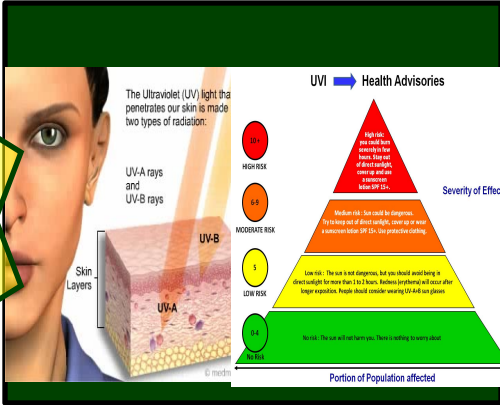 The Ultraviolet (UV) light tha
penetrates our skin is made
two types of radiation:
UV-A rays
and
UV-B rays
UV-B
Skin
Layers
UV-A
© medm
UVI Health Advisories
10+
HIGH RISK
High risk:
you could burn
severely in few
hours. Stay out
of direct sunlight,
cover up and use
a sunscreen
lotion SPF 15+.
Severity of Effec
6-9
MODERATE RISK
Medium risk: Sun could be dangerous.
Try to keep out of direct sunlight, cover up or wear
a sunscreen lotion SPF 15+. Use protective clothing.
5
LOW RISK
Low risk: The sun is not dangerous, but you should avoid being in
direct sunlight for more than 1 to 2 hours. Redness (erythema) will occur after
longer exposition. People should consider wearing UV-A+B sun glasses
0-4
No Risk
No risk: The sun will not harm you. There is nothing to worry about
Portion of Population affected